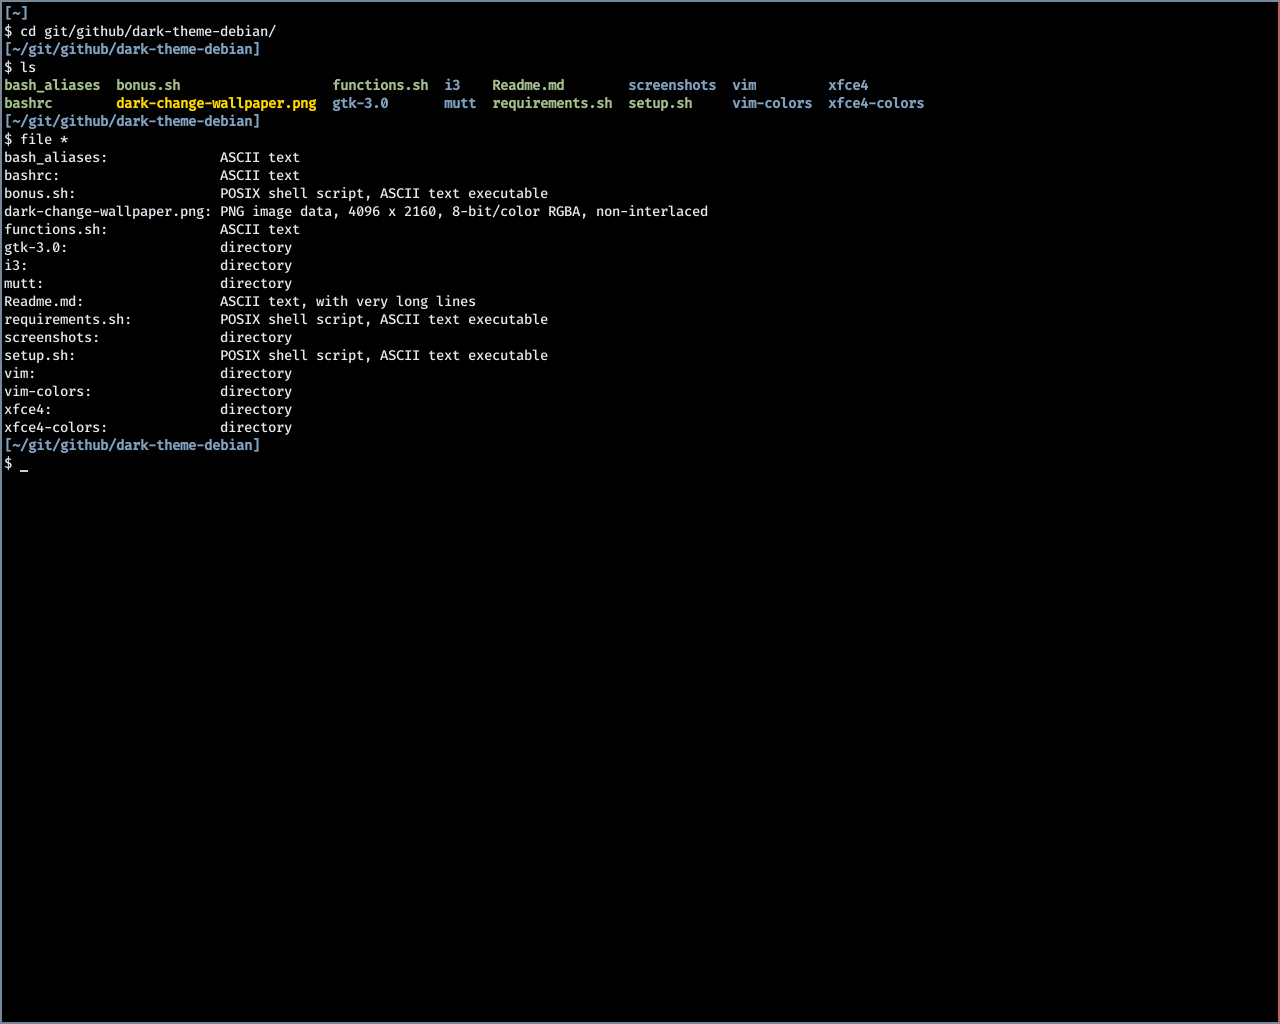 [~]
$ cd git/github/dark-theme-debian/
[~/git/github/dark-theme-debian]
$ ls
bash_aliases  bonus.sh                   functions.sh  i3    Readme.md        screenshots  vim         xfce4
bashrc        dark-change-wallpaper.png  gtk-3.0       mutt  requirements.sh  setup.sh     vim-colors  xfce4-colors
[~/git/github/dark-theme-debian]
$ file *
bash_aliases:              ASCII text
bashrc:                    ASCII text
bonus.sh:                  POSIX shell script, ASCII text executable
dark-change-wallpaper.png: PNG image data, 4096 x 2160, 8-bit/color RGBA, non-interlaced
functions.sh:              ASCII text
gtk-3.0:                   directory
i3:                        directory
mutt:                      directory
Readme.md:                 ASCII text, with very long lines
requirements.sh:           POSIX shell script, ASCII text executable
screenshots:               directory
setup.sh:                  POSIX shell script, ASCII text executable
vim:                       directory
vim-colors:                directory
xfce4:                     directory
xfce4-colors:              directory
[~/git/github/dark-theme-debian]
$ _